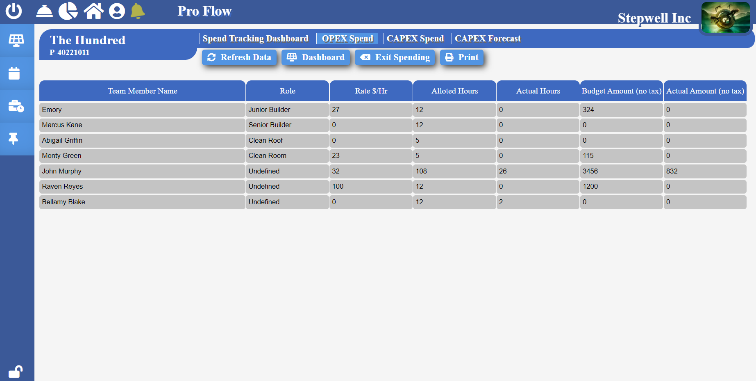 Pro Flow
Stepwell Inc
The Hundred
P-40221011
Spend Tracking Dashboard OPEX Spend CAPEX Spend CAPEX Forecast
Refresh Data Dashboard Exit Spending Print
Team Member Name Role Rate $/Hr Alloted Hours Actual Hours Budget Amount (no tax) Actual Amount (no tax)
Emory Junior Builder 27 12 0 324 0
Marcus Kane Senior Builder 0 12 0 0 0
Abigail Griffin Clean Roof 0 5 0 0 0
Monty Green Clean Room 23 5 0 115 0
John Murphy Undefined 32 108 26 3456 832
Raven Reyes Undefined 100 12 0 1200 0
Bellamy Blake Undefined 0 12 2 0 0